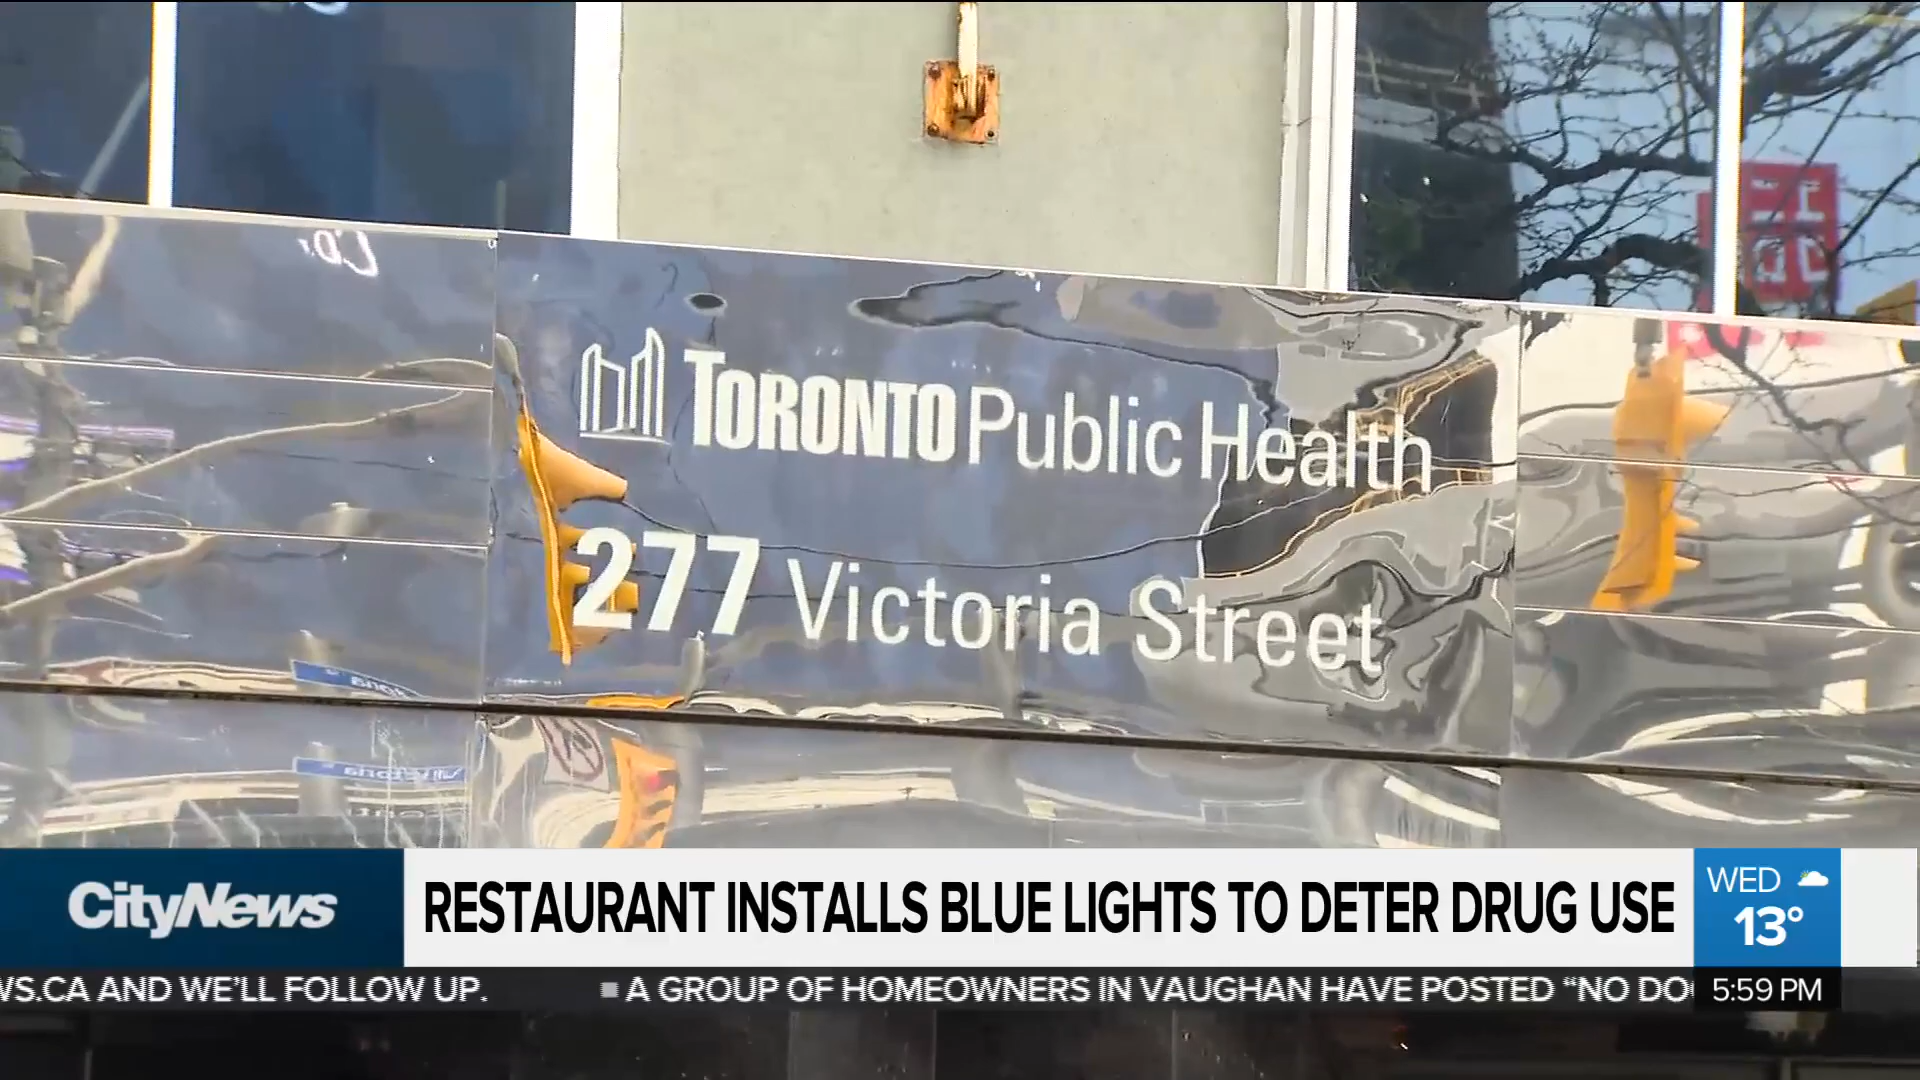 TORONTO Public Health
277 Victoria Street
CityNews
RESTAURANT INSTALLS BLUE LIGHTS TO DETER DRUG USE
WED
13°
WS.CA AND WE'LL FOLLOW UP. ■ A GROUP OF HOMEOWNERS IN VAUGHAN HAVE POSTED “NO DO
5:59 PM